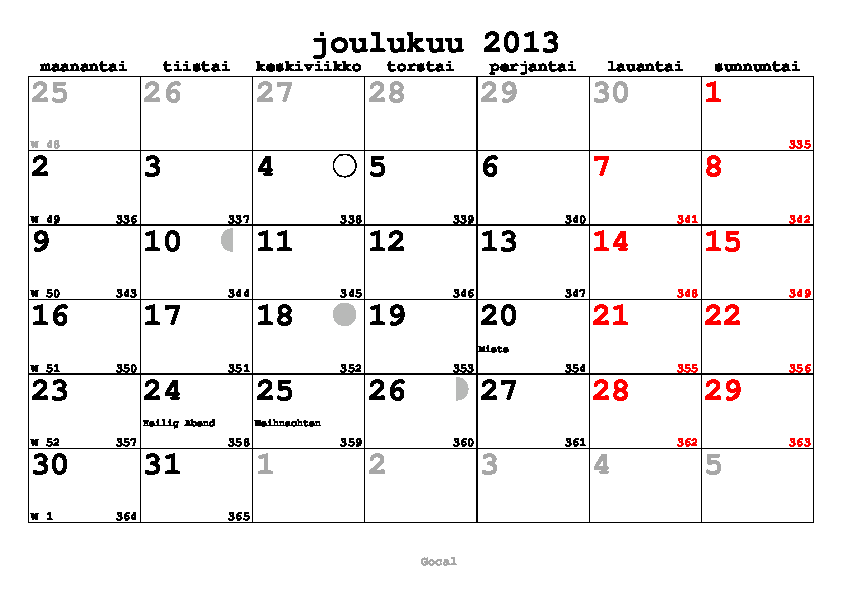 joulukuu 2013
maanantai tiistai keskiviikko torstai perjantai lauantai sunnuntai
25 26 27 28 29 30 1
W 48 335
2 3 4 5 6 7 8
W 49 336 337 338 339 340 341 342
9 10 11 12 13 14 15
W 50 343 344 345 346 347 348 349
16 17 18 19 20 21 22
Miete
W 51 350 351 352 353 354 355 356
23 24 25 26 27 28 29
Heilig Abend Weihnachten
W 52 357 358 359 360 361 362 363
30 31 1 2 3 4 5
W 1 364 365
Gocal